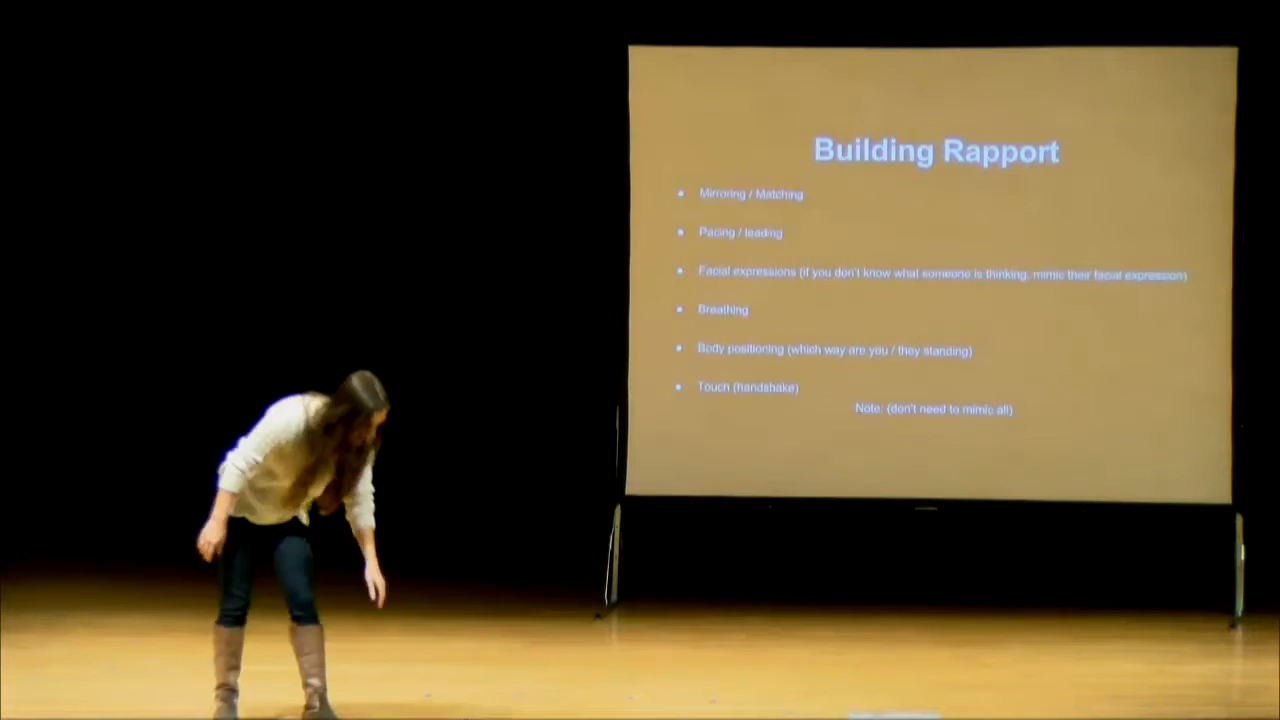 Building Rapport
• Mirroring / Matching
• Pacing / leading
• Facial expressions (if you don't know what someone is thinking, mimic their facial expression)
• Breathing
• Body positioning (which way are you / they standing)
• Touch (handshake)
Note: (don't need to mimic all)